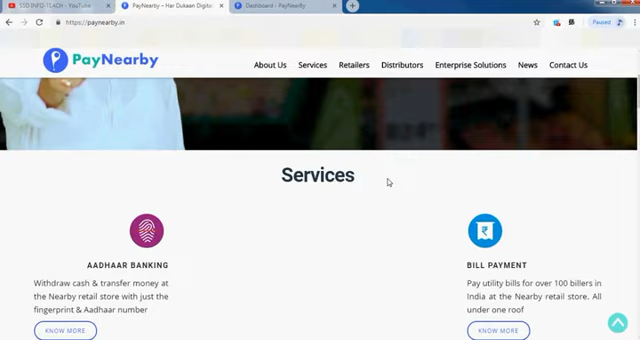 SSD INFO-TEACH - YouTube
PayNearby – Har Dukaan Digital
Dashboard - PayNearby
https://paynearby.in
Paused
PayNearby
About Us
Services
Retailers
Distributors
Enterprise Solutions
News
Contact Us
Services
AADHAAR BANKING
Withdraw cash & transfer money at
the Nearby retail store with just the
fingerprint & Aadhaar number
KNOW MORE
BILL PAYMENT
Pay utility bills for over 100 billers in
India at the Nearby retail store. All
under one roof
KNOW MORE